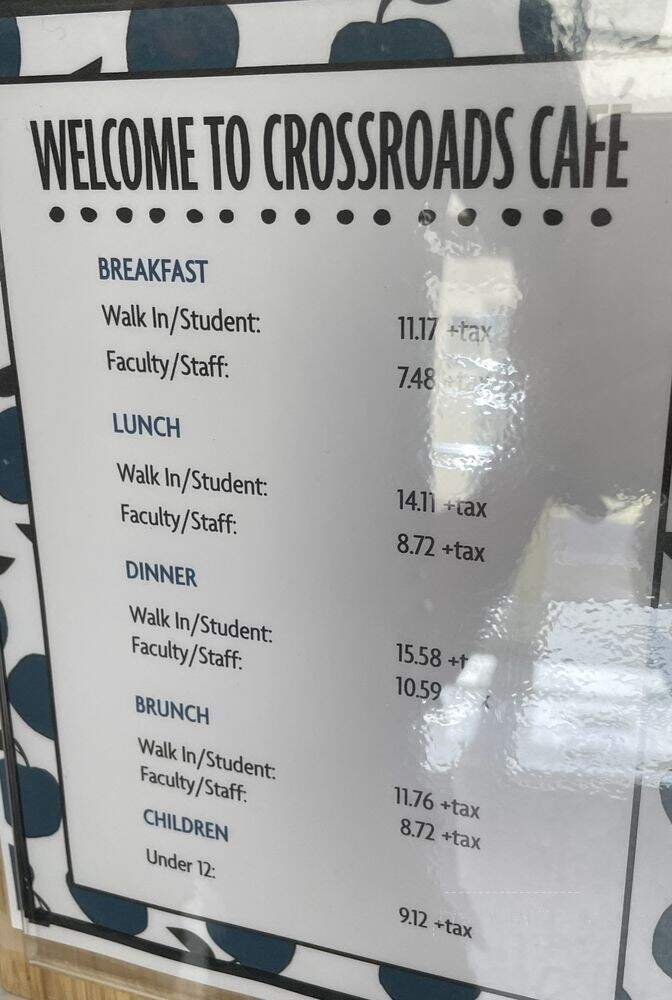 WELCOME TO CROSSROADS CAFE
BREAKFAST
Walk In/Student: 11.17 +tax
Faculty/Staff: 7.48 +tax
LUNCH
Walk In/Student: 14.11 +tax
Faculty/Staff: 8.72 +tax
DINNER
Walk In/Student: 15.58 +t
Faculty/Staff: 10.59
BRUNCH
Walk In/Student: 11.76 +tax
Faculty/Staff: 8.72 +tax
CHILDREN
Under 12: 9.12 +tax